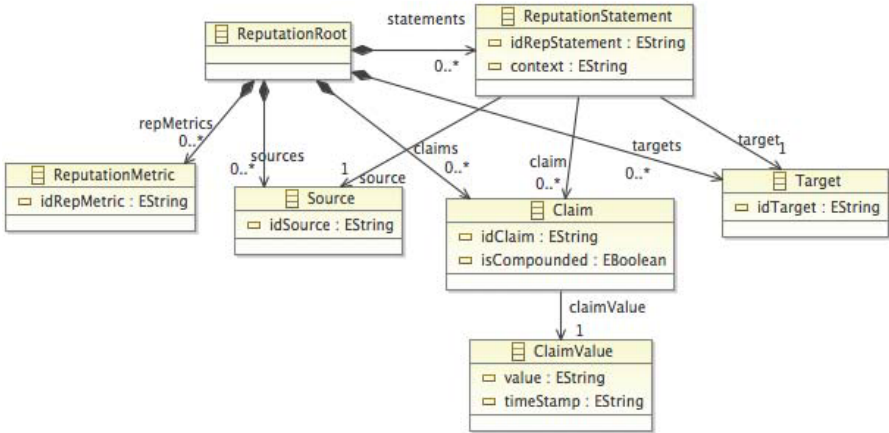 ReputationRoot
statements
0..*
ReputationStatement
idRepStatement : EString
context : EString
repMetrics
0..*
sources
0..*
1
source
claims
0..*
claim
0..*
targets
0..*
target
1
ReputationMetric
idRepMetric : EString
Source
idSource : EString
Claim
idClaim : EString
isCompounded : EBoolean
Target
idTarget : EString
claimValue
1
ClaimValue
value : EString
timeStamp : EString